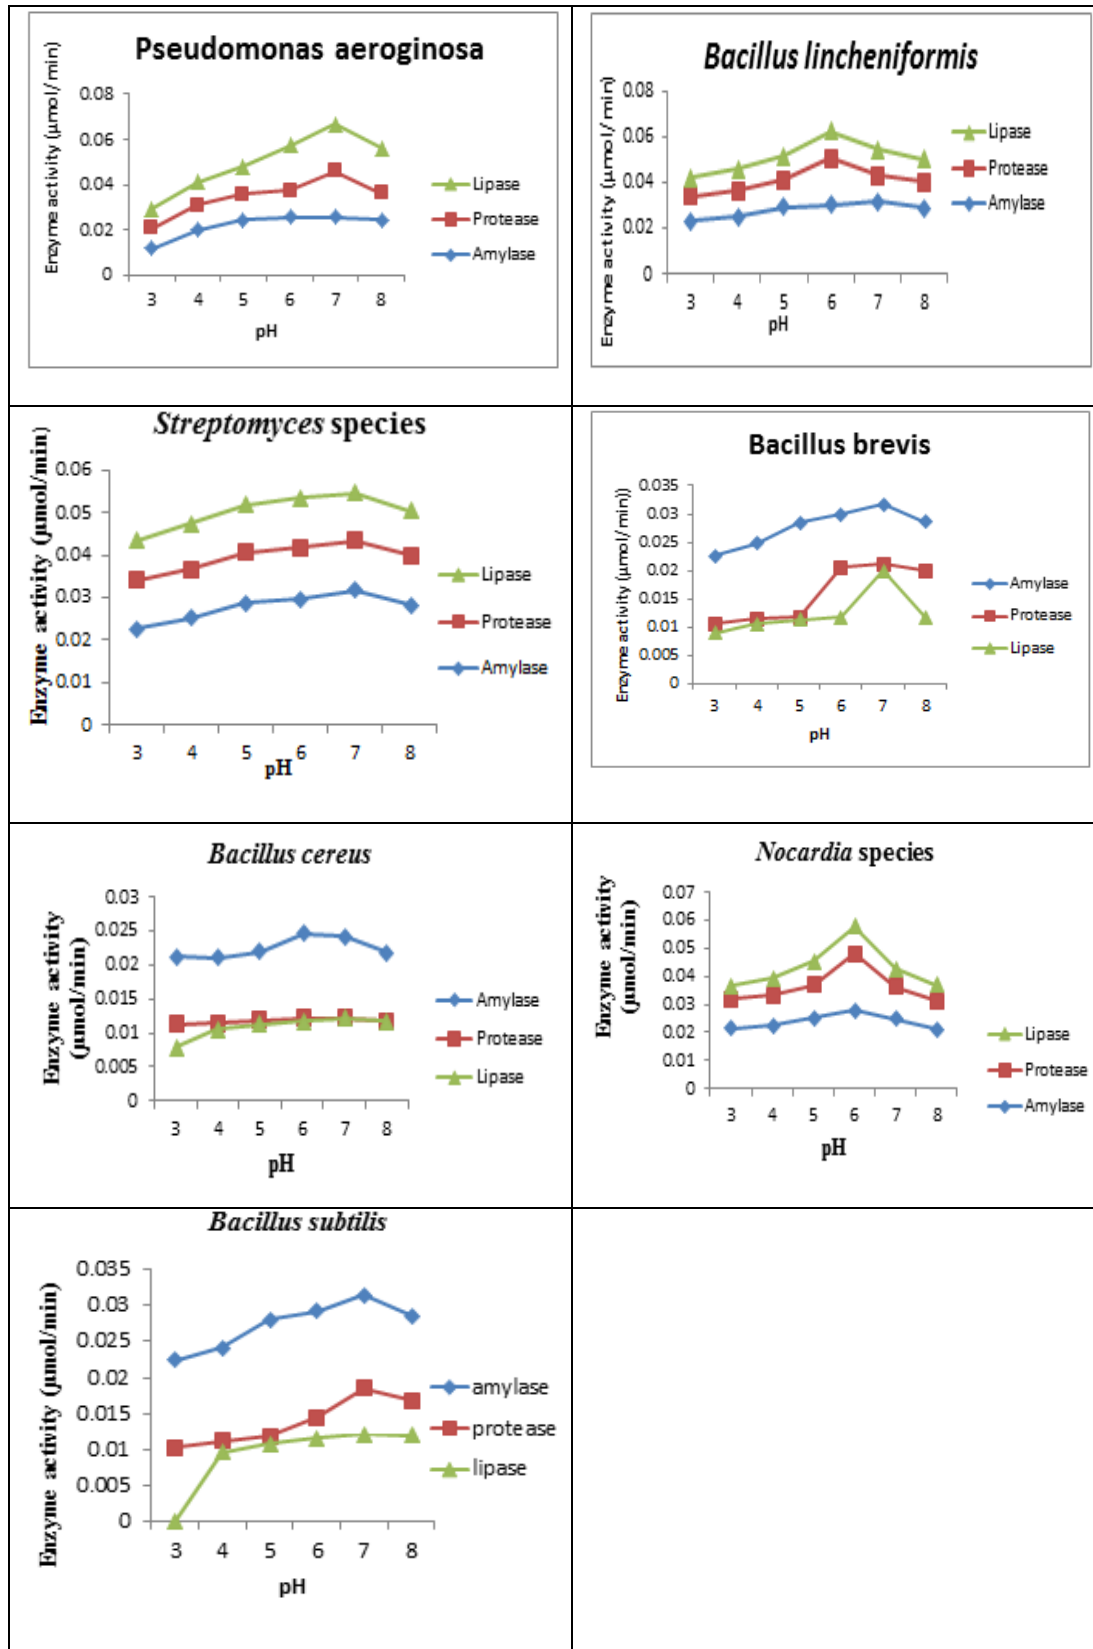 Pseudomonas aeroginosa
Enzyme activity (µmol/ min)
0.08
0.06
0.04
0.02
0
3 4 5 6 7 8
pH
Lipase
Protease
Amylase
Bacillus lincheniformis
Enzyme activity (µmol/ min)
0.08
0.06
0.04
0.02
0
3 4 5 6 7 8
pH
Lipase
Protease
Amylase
Streptomyces species
Enzyme activity (µmol/min)
0.06
0.05
0.04
0.03
0.02
0.01
0
3 4 5 6 7 8
pH
Lipase
Protease
Amylase
Bacillus brevis
Enzyme activity (µmol/ min))
0.035
0.03
0.025
0.02
0.015
0.01
0.005
0
3 4 5 6 7 8
pH
Amylase
Protease
Lipase
Bacillus cereus
Enzyme activity
(µmol/min)
0.03
0.025
0.02
0.015
0.01
0.005
0
3 4 5 6 7 8
pH
Amylase
Protease
Lipase
Nocardia species
Enzyme activity
(µmol/min)
0.07
0.06
0.05
0.04
0.03
0.02
0.01
0
3 4 5 6 7 8
pH
Lipase
Protease
Amylase
Bacillus subtilis
Enzyme activity (µmol/min)
0.035
0.03
0.025
0.02
0.015
0.01
0.005
0
3 4 5 6 7 8
pH
amylase
protease
lipase